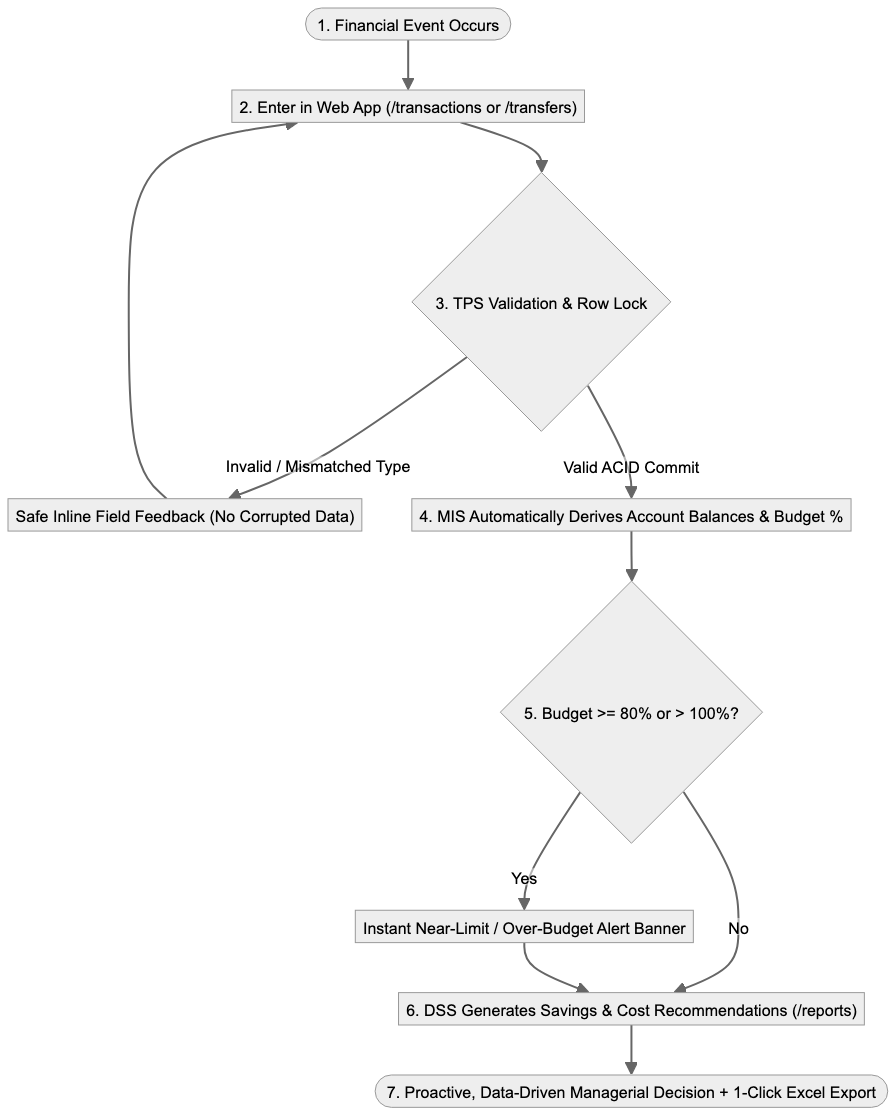 1. Financial Event Occurs
2. Enter in Web App (/transactions or /transfers)
3. TPS Validation & Row Lock
Invalid / Mismatched Type
Valid ACID Commit
Safe Inline Field Feedback (No Corrupted Data)
4. MIS Automatically Derives Account Balances & Budget %
5. Budget >= 80% or > 100%?
Yes
Instant Near-Limit / Over-Budget Alert Banner
No
6. DSS Generates Savings & Cost Recommendations (/reports)
7. Proactive, Data-Driven Managerial Decision + 1-Click Excel Export